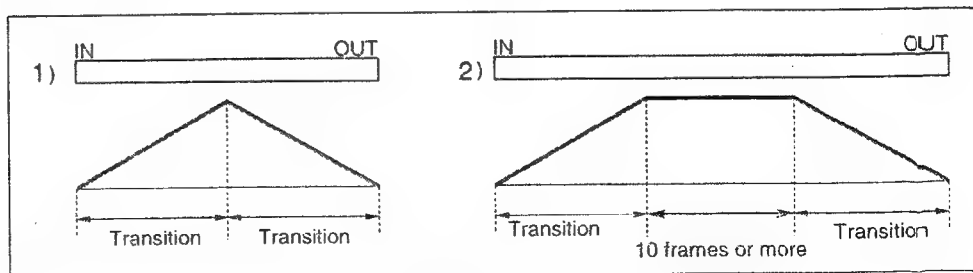 1)
IN OUT
Transition Transition
2)
IN OUT
Transition 10 frames or more Transition